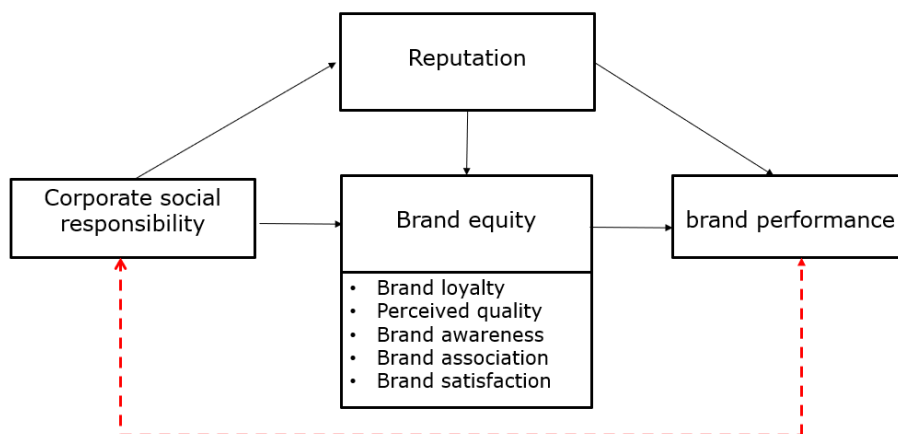 Reputation
Corporate social
responsibility
Brand equity
brand performance
• Brand loyalty
• Perceived quality
• Brand awareness
• Brand association
• Brand satisfaction